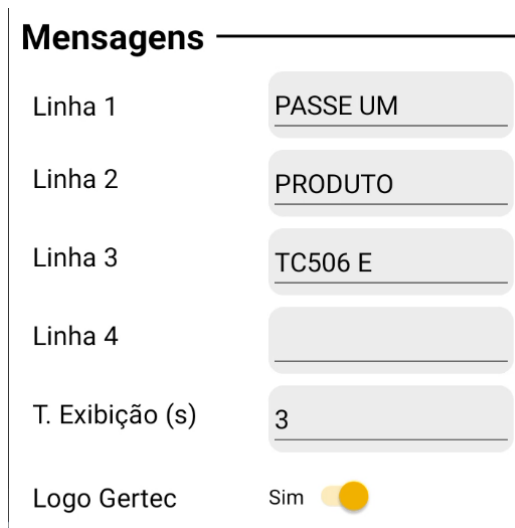 Mensagens
Linha 1 PASSE UM
Linha 2 PRODUTO
Linha 3 TC506 E
Linha 4
T. Exibição (s) 3
Logo Gertec Sim